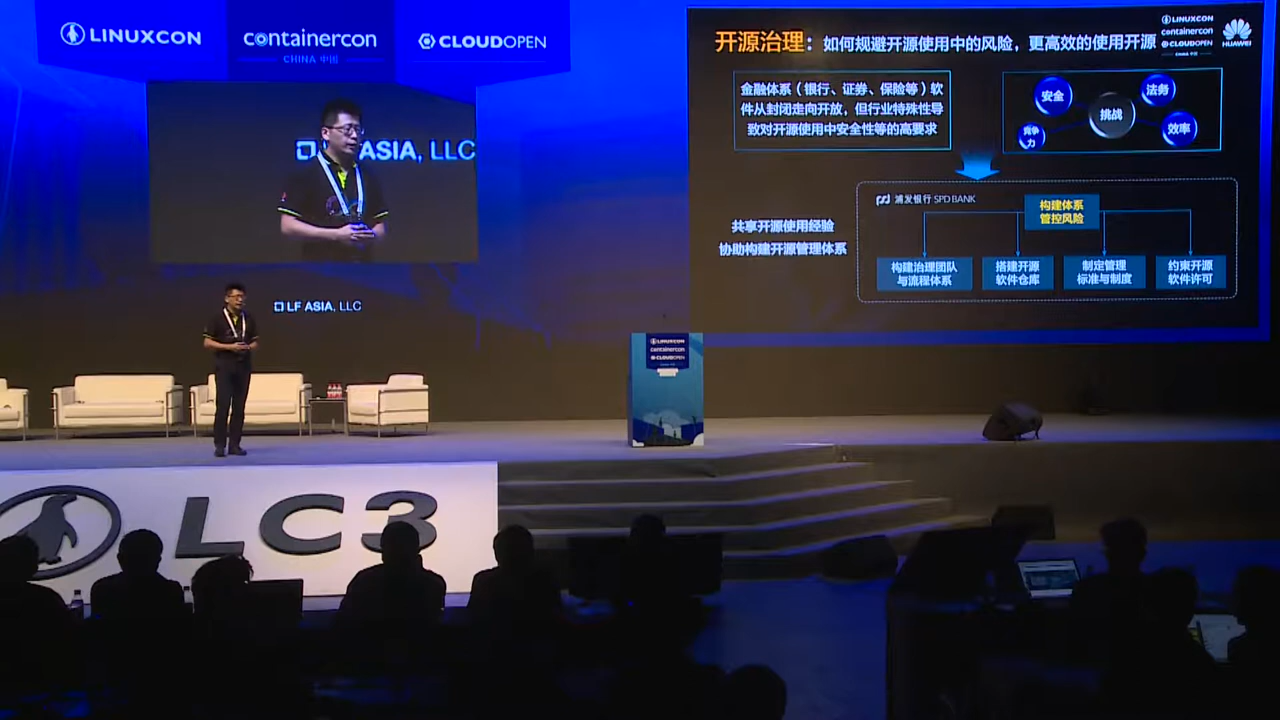 LINUXCON
containercon
CHINA 中国
CLOUDOPEN
LF ASIA, LLC
LF ASIA, LLC
开源治理：如何规避开源使用中的风险，更高效的使用开源
LINUXCON
containercon
CLOUDOPEN
CHINA 中国
HUAWEI
金融体系（银行、证券、保险等）软
件从封闭走向开放，但行业特殊性导
致对开源使用中安全性等的高要求
安全
法务
挑战
竞争
力
效率
共享开源使用经验
协助构建开源管理体系
浦发银行 SPD BANK
构建体系
管控风险
构建治理团队
与流程体系
搭建开源
软件仓库
制定管理
标准与制度
约束开源
软件许可
LINUXCON
containercon
CLOUDOPEN
LC3